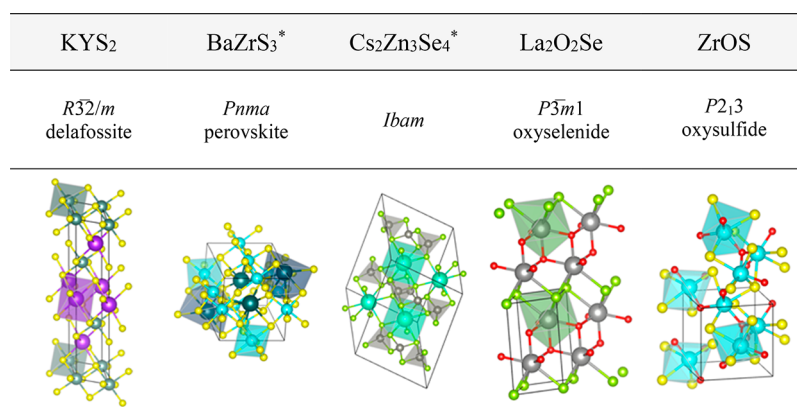 KYS₂ BaZrS₃* Cs₂Zn₃Se₄* La₂O₂Se ZrOS
R3̅2/m Pnma Ibam P3̅m1 P2₁3
delafossite perovskite oxyselenide oxysulfide